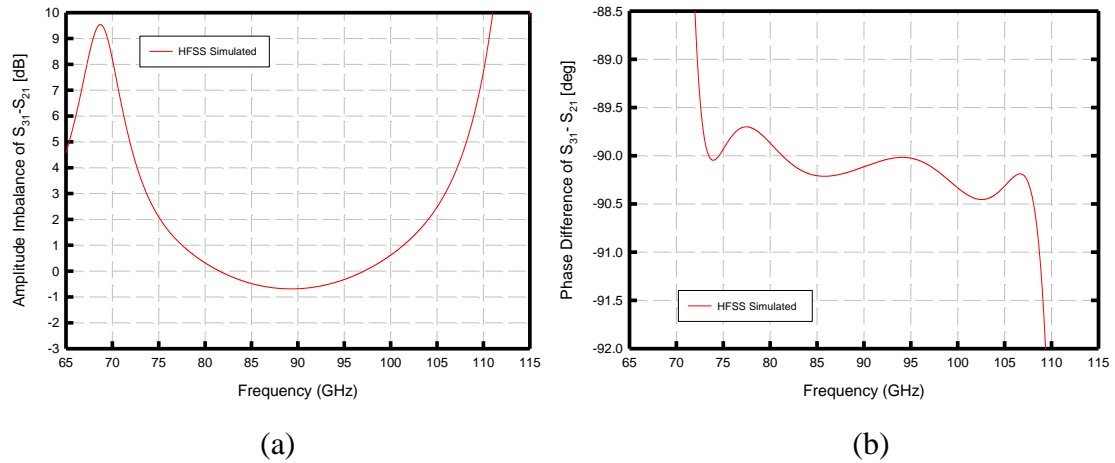 10
9
8
7
6
5
4
3
2
1
0
-1
-2
-3
Amplitude Imbalance of S31-S21 [dB]
HFSS Simulated
65 70 75 80 85 90 95 100 105 110 115
Frequency (GHz)
(a)
-88.5
-89.0
-89.5
-90.0
-90.5
-91.0
-91.5
-92.0
Phase Difference of S31- S21 [deg]
HFSS Simulated
65 70 75 80 85 90 95 100 105 110 115
Frequency (GHz)
(b)